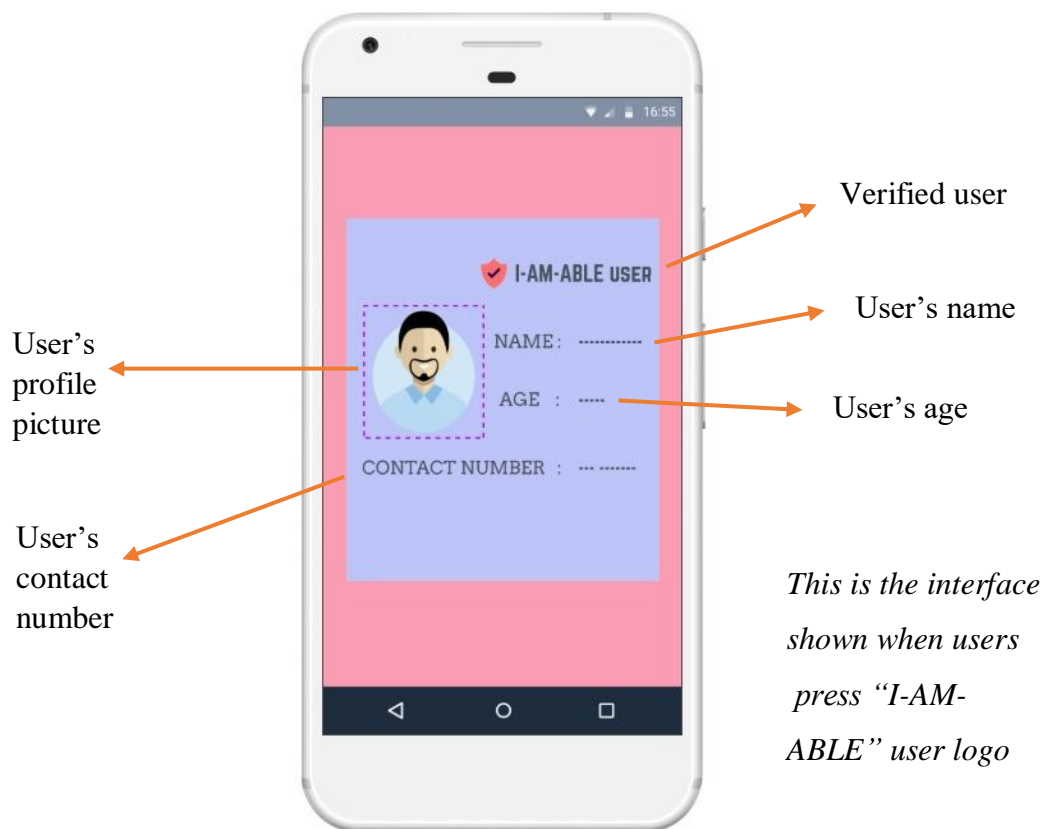 16:55
Verified user
I-AM-ABLE USER
User’s name
NAME : ------------
User’s
profile
picture
AGE : -----
User’s age
CONTACT NUMBER : --- -------
User’s
contact
number
This is the interface
shown when users
press “I-AM-
ABLE” user logo